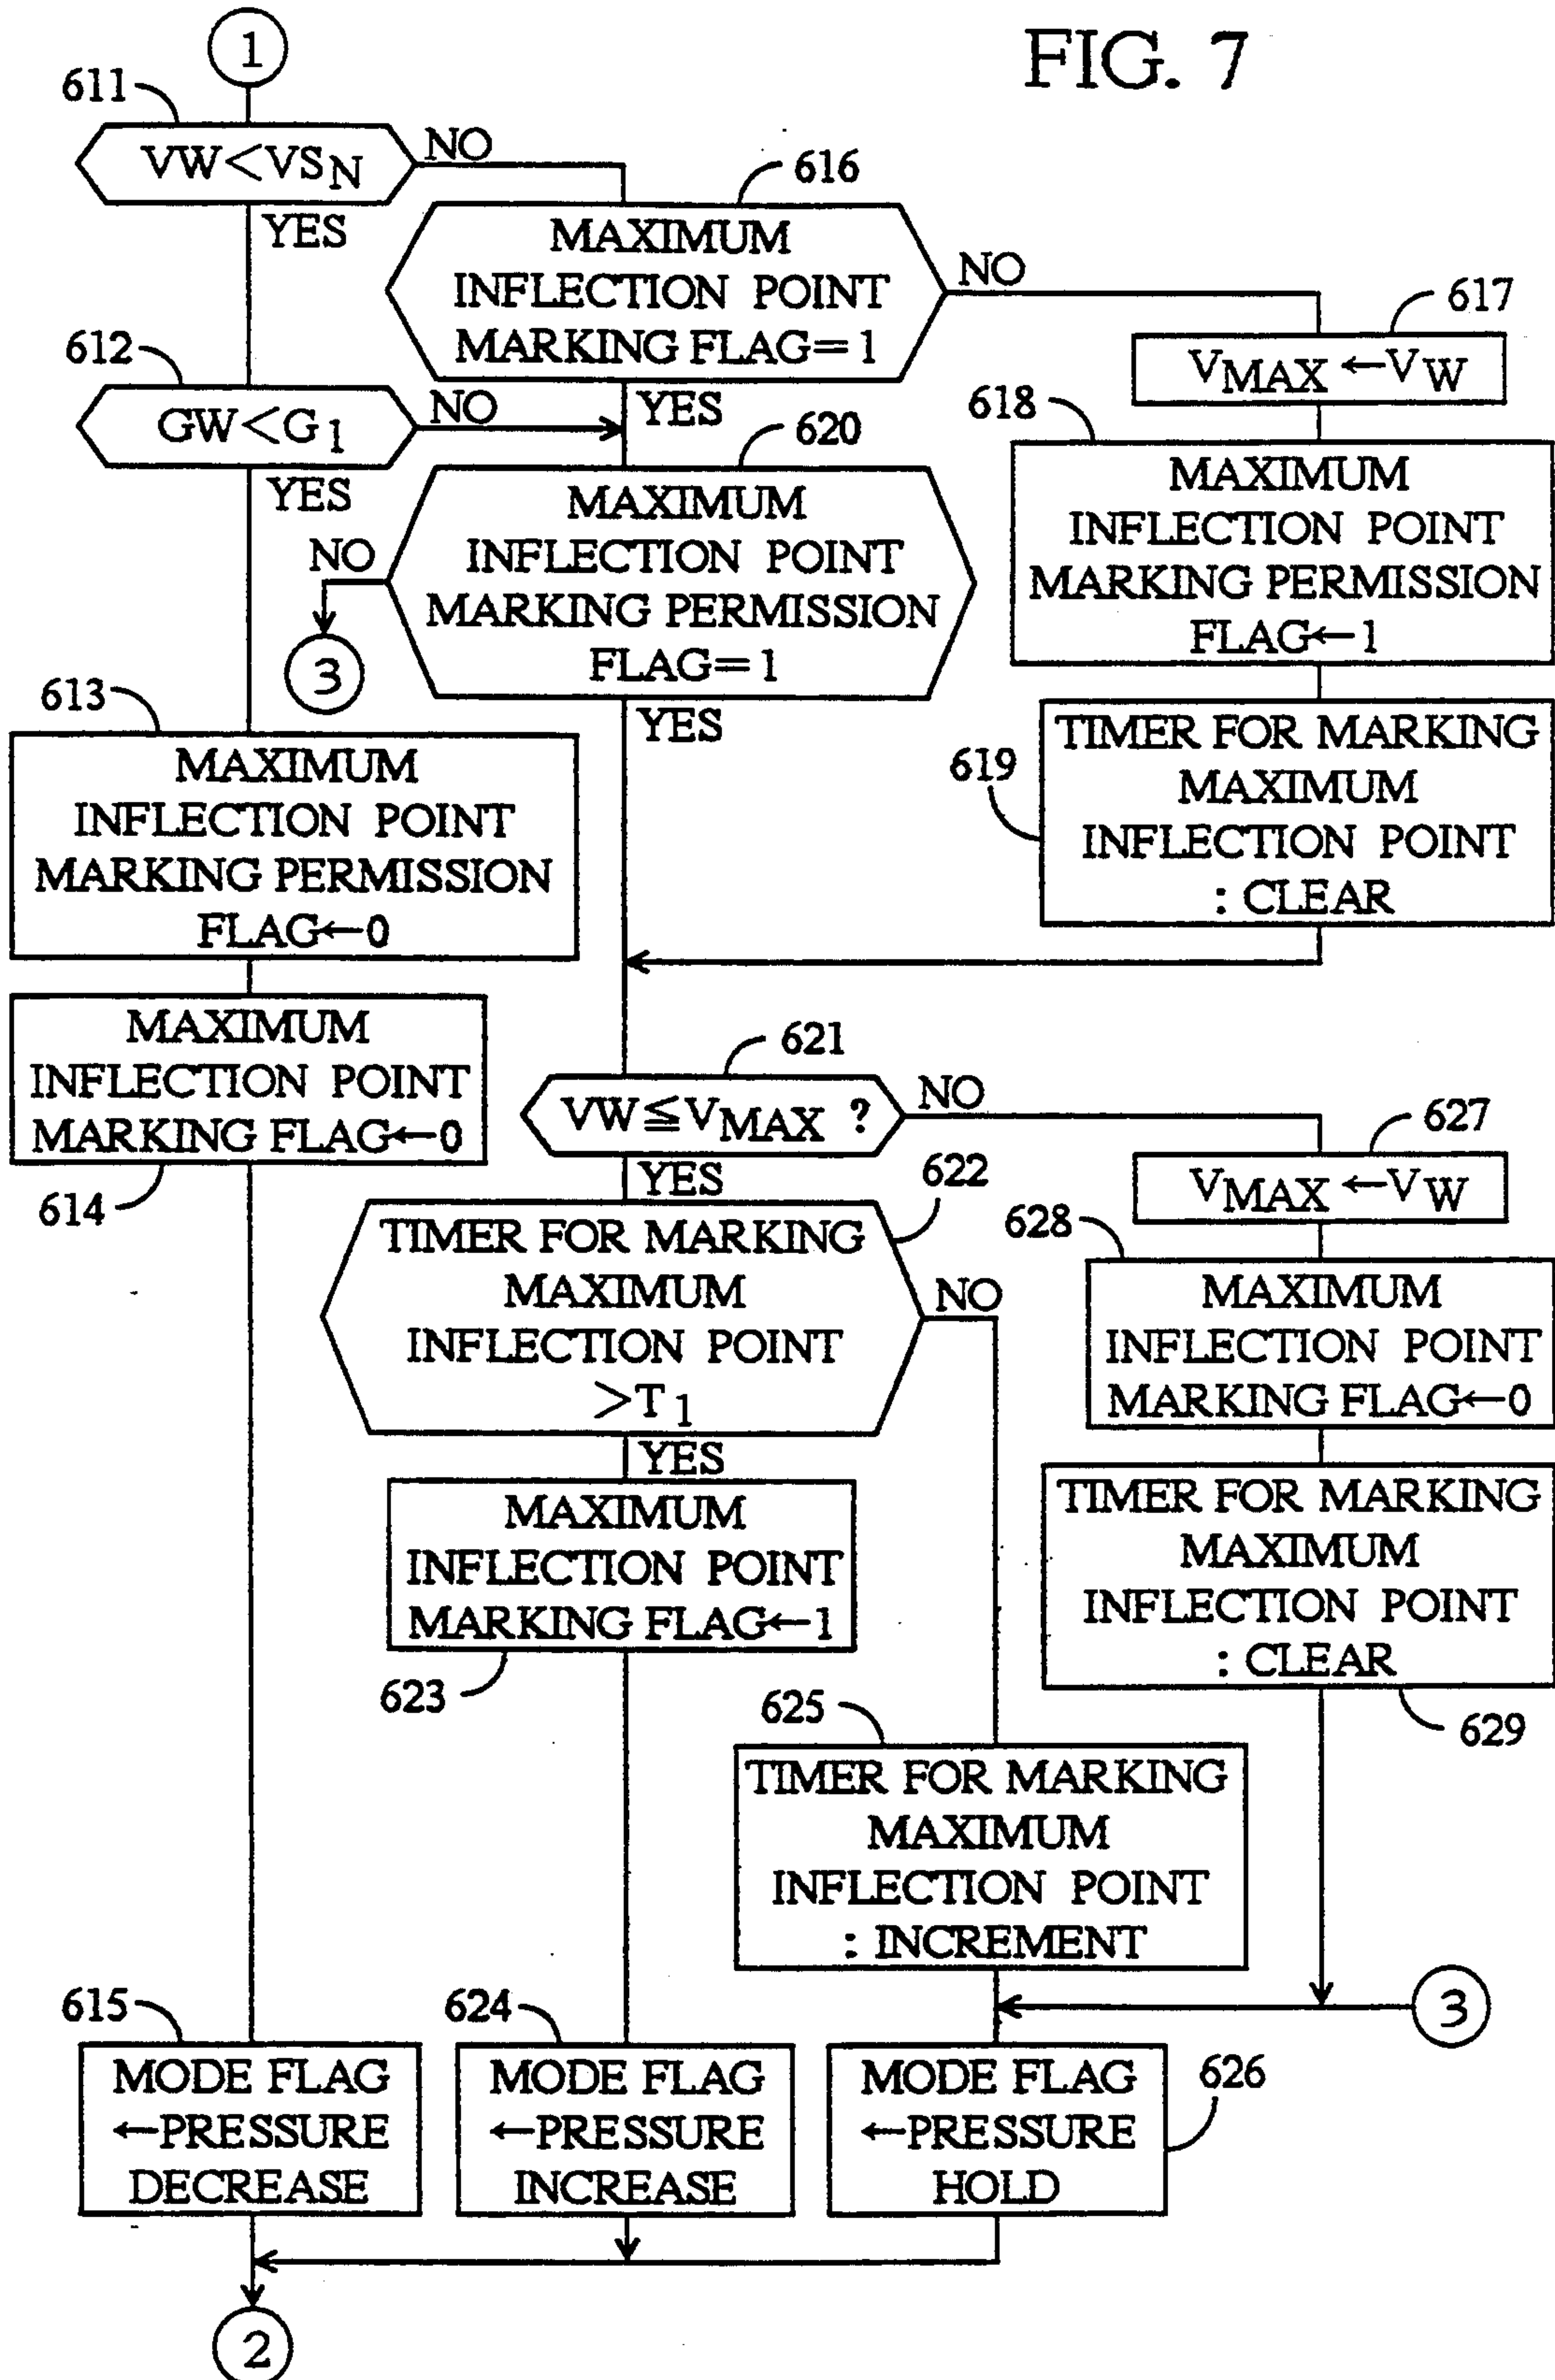 FIG. 7
1
611
VW<VSN
NO
YES
616
MAXIMUM
INFLECTION POINT
MARKING FLAG=1
NO
YES
617
VMAX←VW
612
GW<G1
NO
YES
618
MAXIMUM
INFLECTION POINT
MARKING PERMISSION
FLAG←1
620
MAXIMUM
INFLECTION POINT
MARKING PERMISSION
FLAG=1
NO
3
YES
613
MAXIMUM
INFLECTION POINT
MARKING PERMISSION
FLAG←0
619
TIMER FOR MARKING
MAXIMUM
INFLECTION POINT
: CLEAR
MAXIMUM
INFLECTION POINT
MARKING FLAG←0
614
621
VW≦VMAX ?
NO
YES
627
VMAX←VW
622
TIMER FOR MARKING
MAXIMUM
INFLECTION POINT
>T1
NO
YES
628
MAXIMUM
INFLECTION POINT
MARKING FLAG←0
MAXIMUM
INFLECTION POINT
MARKING FLAG←1
623
TIMER FOR MARKING
MAXIMUM
INFLECTION POINT
: CLEAR
629
625
TIMER FOR MARKING
MAXIMUM
INFLECTION POINT
: INCREMENT
3
615
MODE FLAG
←PRESSURE
DECREASE
624
MODE FLAG
←PRESSURE
INCREASE
MODE FLAG
←PRESSURE
HOLD
626
2